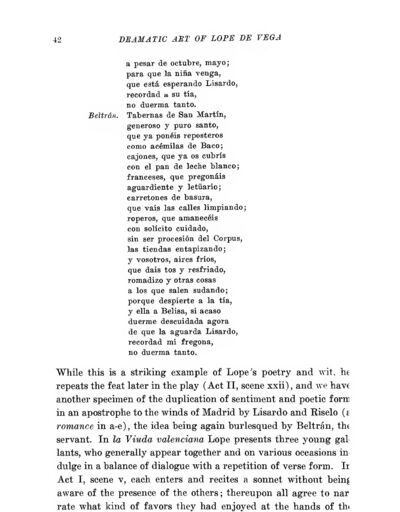 42 DRAMATIC ART OF LOPE DE VEGA
a pesar de octubre, mayo;
para que la niña venga,
que está esperando Lisardo,
recordad a su tía,
no duerma tanto.
Beltrán. Tabernas de San Martín,
generoso y puro santo,
que ya ponéis reposteros
como acémilas de Baco;
cajones, que ya os cubrís
con el pan de leche blanco;
franceses, que pregonáis
aguardiente y letüario;
carretones de basura,
que vais las calles limpiando;
roperos, que amanecéis
con solícito cuidado,
sin ser procesión del Corpus,
las tiendas entapizando;
y vosotros, aires fríos,
que dais tos y resfriado,
romadizo y otras cosas
a los que salen sudando;
porque despierte a la tía,
y ella a Belisa, si acaso
duerme descuidada agora
de que la aguarda Lisardo,
recordad mi fregona,
no duerma tanto.
While this is a striking example of Lope's poetry and wit, he
repeats the feat later in the play (Act II, scene xxii), and we have
another specimen of the duplication of sentiment and poetic form
in an apostrophe to the winds of Madrid by Lisardo and Riselo (a
romance in a-e), the idea being again burlesqued by Beltrán, the
servant. In la Viuda valenciana Lope presents three young gal
lants, who generally appear together and on various occasions in
dulge in a balance of dialogue with a repetition of verse form. In
Act I, scene v, each enters and recites a sonnet without being
aware of the presence of the others; thereupon all agree to nar
rate what kind of favors they had enjoyed at the hands of the